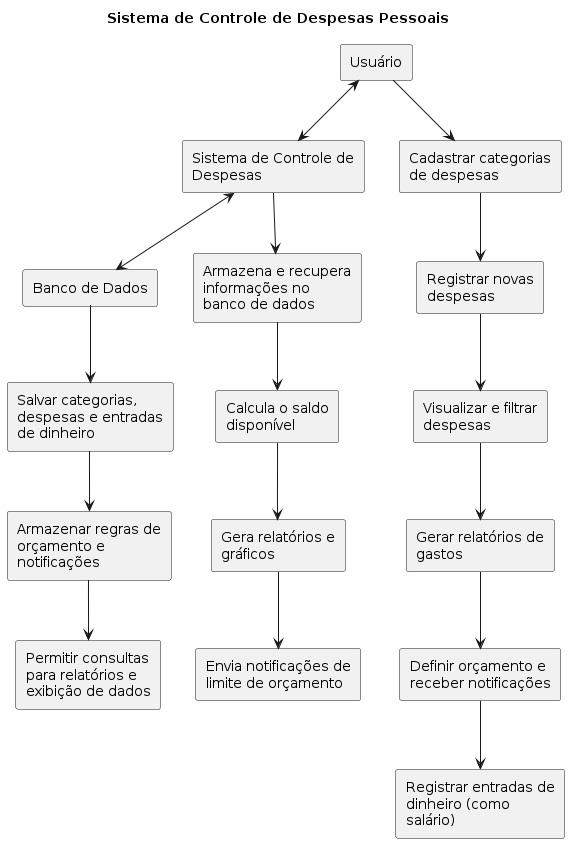 Sistema de Controle de Despesas Pessoais
Usuário
Sistema de Controle de
Despesas
Cadastrar categorias
de despesas
Banco de Dados
Armazena e recupera
informações no
banco de dados
Registrar novas
despesas
Salvar categorias,
despesas e entradas
de dinheiro
Calcula o saldo
disponível
Visualizar e filtrar
despesas
Armazenar regras de
orçamento e
notificações
Gera relatórios e
gráficos
Gerar relatórios de
gastos
Permitir consultas
para relatórios e
exibição de dados
Envia notificações de
limite de orçamento
Definir orçamento e
receber notificações
Registrar entradas de
dinheiro (como
salário)